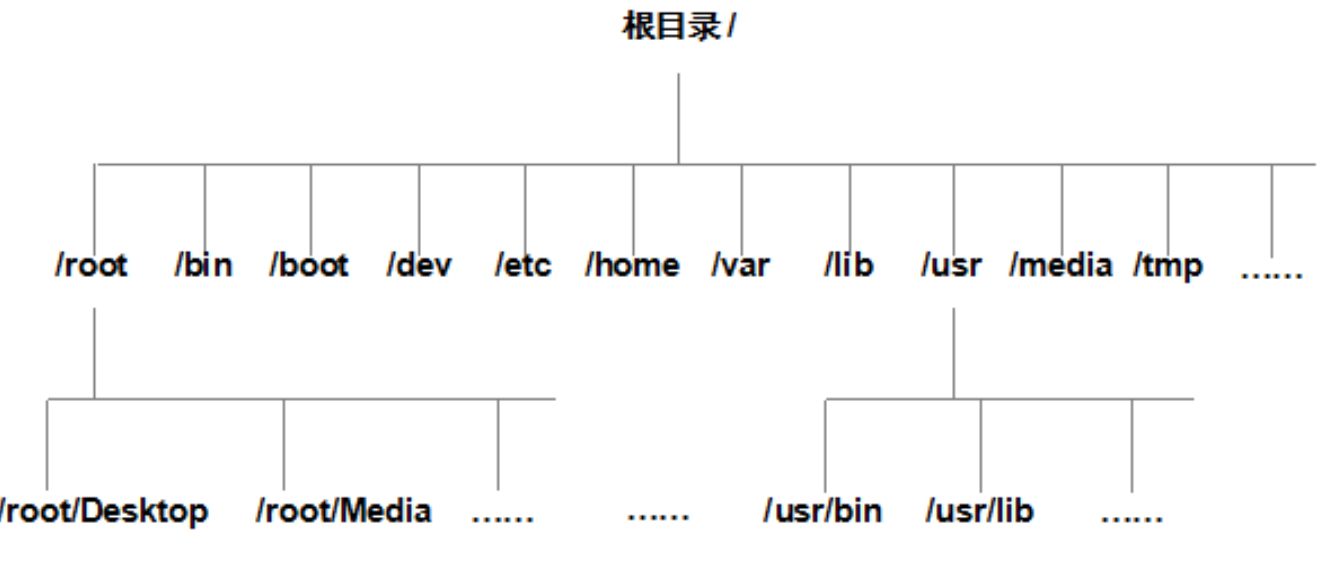 根目录 /
/root /bin /boot /dev /etc /home /var /lib /usr /media /tmp ……
/root/Desktop /root/Media …… …… /usr/bin /usr/lib ……